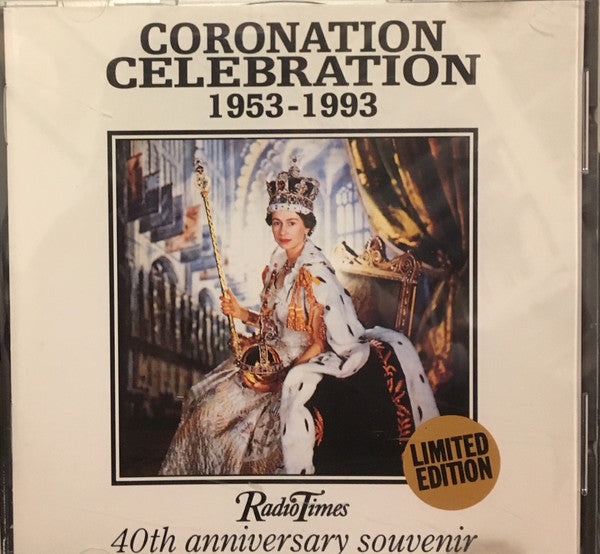 CORONATION
CELEBRATION
1953-1993
LIMITED
EDITION
RadioTimes
40th anniversary souvenir